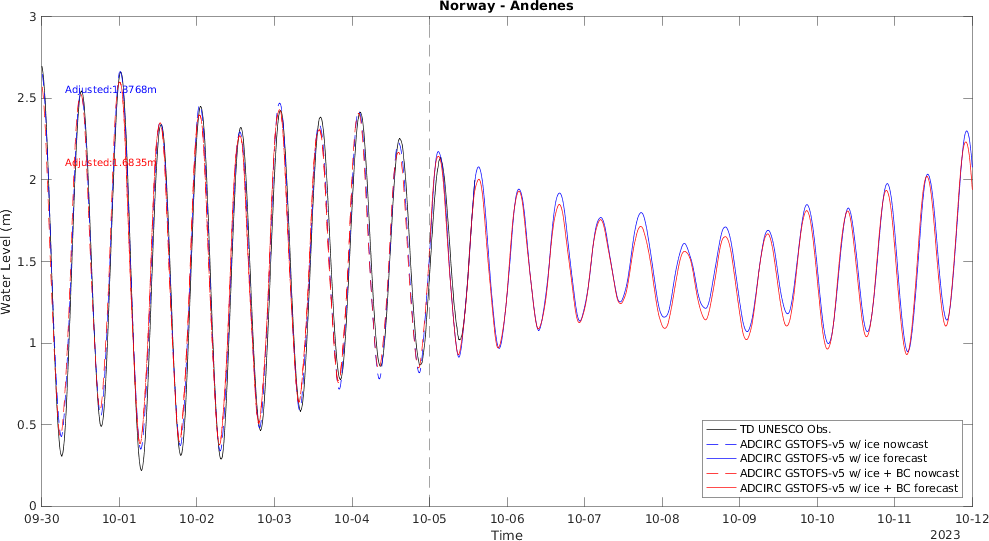 Norway - Andenes
3
2.5
2
1.5
1
0.5
0
Water Level (m)
Adjusted:1.3768m
Adjusted:1.6835m
TD UNESCO Obs.
ADCIRC GSTOFS-v5 w/ ice nowcast
ADCIRC GSTOFS-v5 w/ ice forecast
ADCIRC GSTOFS-v5 w/ ice + BC nowcast
ADCIRC GSTOFS-v5 w/ ice + BC forecast
09-30 10-01 10-02 10-03 10-04 10-05 10-06 10-07 10-08 10-09 10-10 10-11 10-12
Time
2023